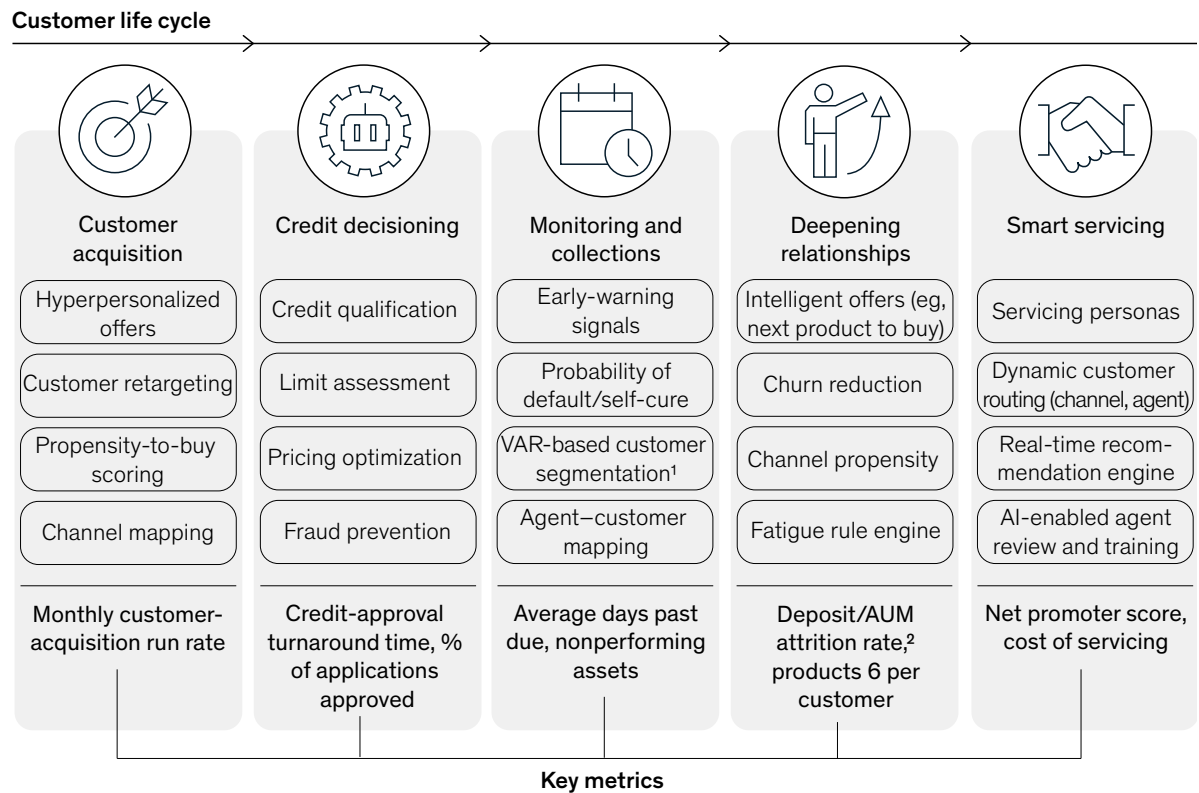 Customer life cycle
Customer
acquisition
Hyperpersonalized
offers
Customer retargeting
Propensity-to-buy
scoring
Channel mapping
Monthly customer-
acquisition run rate
Credit decisioning
Credit qualification
Limit assessment
Pricing optimization
Fraud prevention
Credit-approval
turnaround time, %
of applications
approved
Monitoring and
collections
Early-warning
signals
Probability of
default/self-cure
VAR-based customer
segmentation¹
Agent–customer
mapping
Average days past
due, nonperforming
assets
Deepening
relationships
Intelligent offers (eg,
next product to buy)
Churn reduction
Channel propensity
Fatigue rule engine
Deposit/AUM
attrition rate,²
products 6 per
customer
Smart servicing
Servicing personas
Dynamic customer
routing (channel, agent)
Real-time recom-
mendation engine
AI-enabled agent
review and training
Net promoter score,
cost of servicing
Key metrics